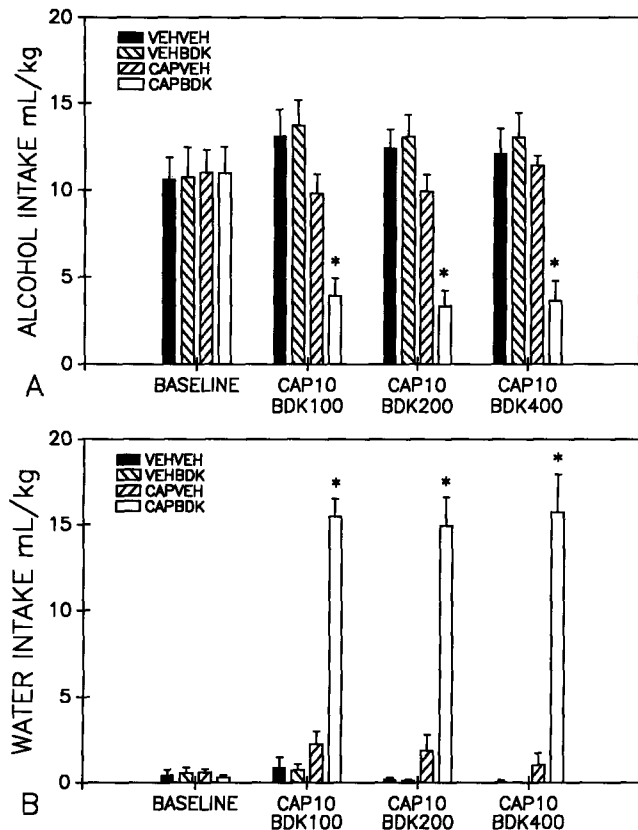 20
15
10
5
0
ALCOHOL INTAKE mL/kg
VEHVEH
VEHBDK
CAPVEH
CAPBDK
*
*
*
BASELINE
CAP10
BDK100
CAP10
BDK200
CAP10
BDK400
A
20
15
10
5
0
WATER INTAKE mL/kg
VEHVEH
VEHBDK
CAPVEH
CAPBDK
*
*
*
BASELINE
CAP10
BDK100
CAP10
BDK200
CAP10
BDK400
B